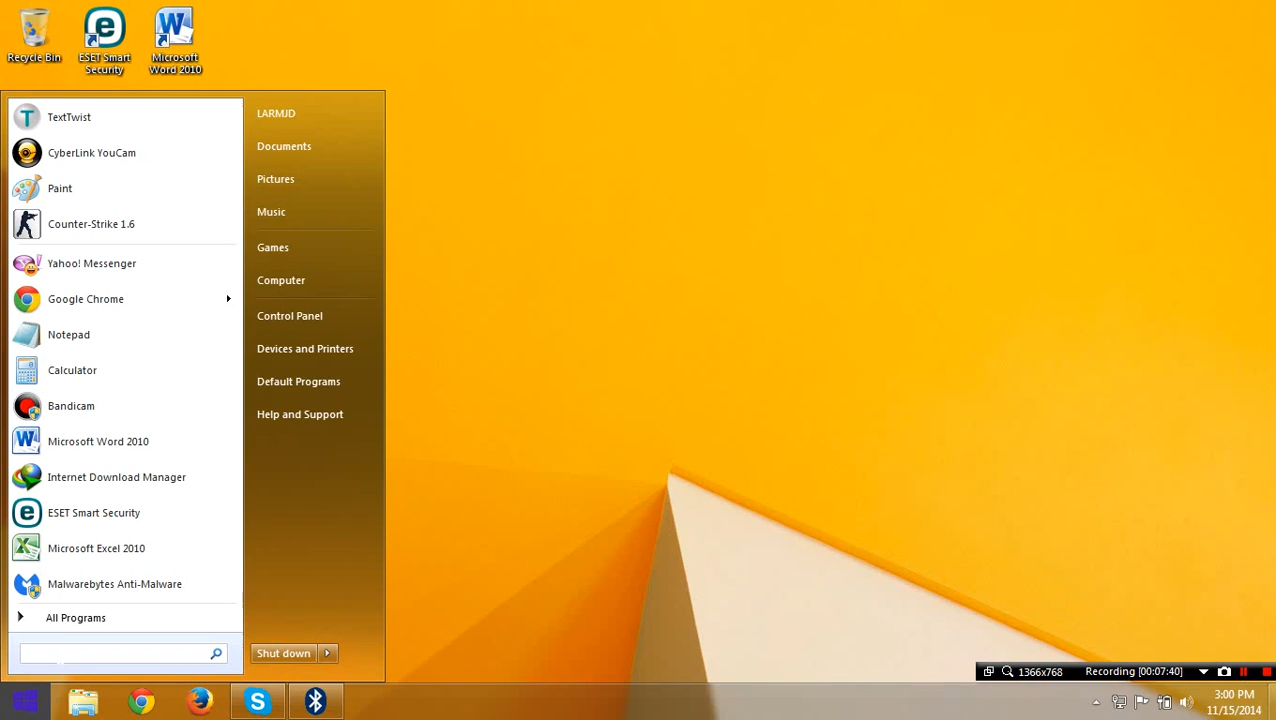 Recycle Bin
ESET Smart
Security
Microsoft
Word 2010
TextTwist
CyberLink YouCam
Paint
Counter-Strike 1.6
Yahoo! Messenger
Google Chrome
Notepad
Calculator
Bandicam
Microsoft Word 2010
Internet Download Manager
ESET Smart Security
Microsoft Excel 2010
Malwarebytes Anti-Malware
All Programs
LARMJD
Documents
Pictures
Music
Games
Computer
Control Panel
Devices and Printers
Default Programs
Help and Support
Shut down
1366x768 Recording [00:07:40]
3:00 PM
11/15/2014